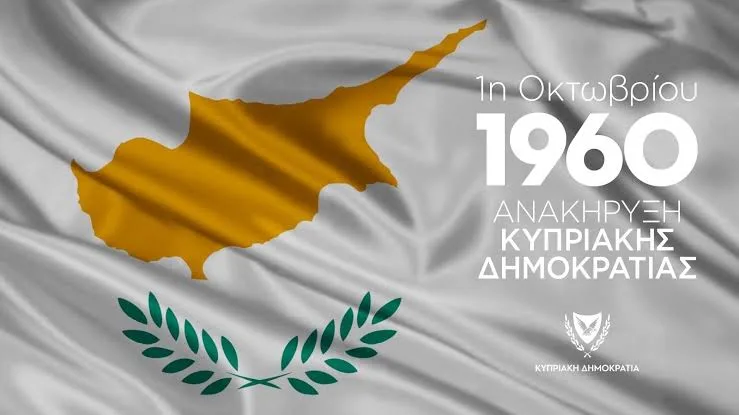 1η Οκτωβρίου
1960
ΑΝΑΚΗΡΥΞΗ
ΚΥΠΡΙΑΚΗΣ
ΔΗΜΟΚΡΑΤΙΑΣ
ΚΥΠΡΙΑΚΗ ΔΗΜΟΚΡΑΤΙΑ